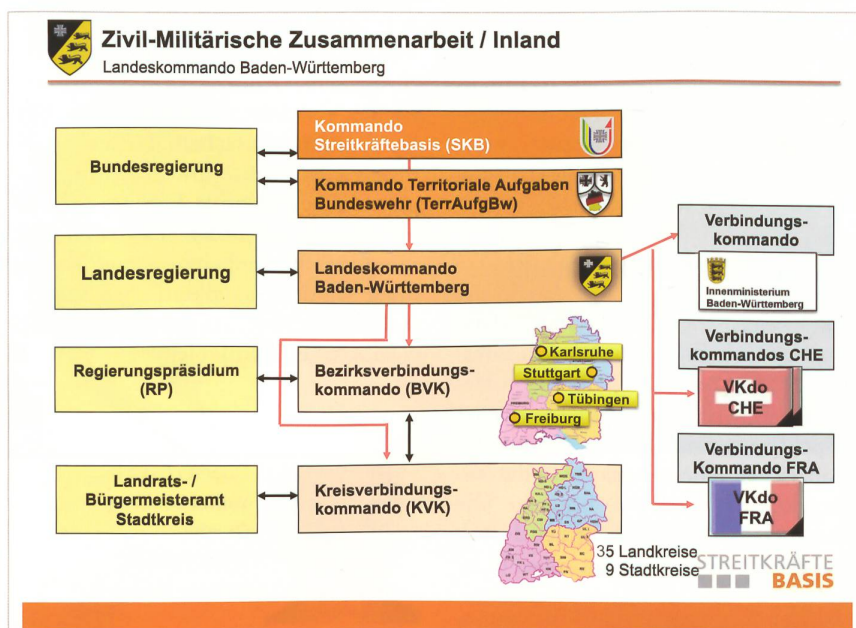 Zivil-Militärische Zusammenarbeit / Inland
Landeskommando Baden-Württemberg
Bundesregierung
Kommando
Streitkräftebasis (SKB)
Kommando Territoriale Aufgaben
Bundeswehr (TerrAufgBw)
Landesregierung
Landeskommando
Baden-Württemberg
Verbindungs-
kommando
Innenministerium
Baden-Württemberg
Regierungspräsidium
(RP)
Bezirksverbindungs-
kommando (BVK)
Karlsruhe
Stuttgart
Tübingen
Freiburg
Verbindungs-
kommandos CHE
VKdo
CHE
Landrats- /
Bürgermeisteramt
Stadtkreis
Kreisverbindungs-
kommando (KVK)
Verbindungs-
Kommando FRA
VKdo
FRA
35 Landkreise
9 Stadtkreise
STREITKRÄFTE
BASIS